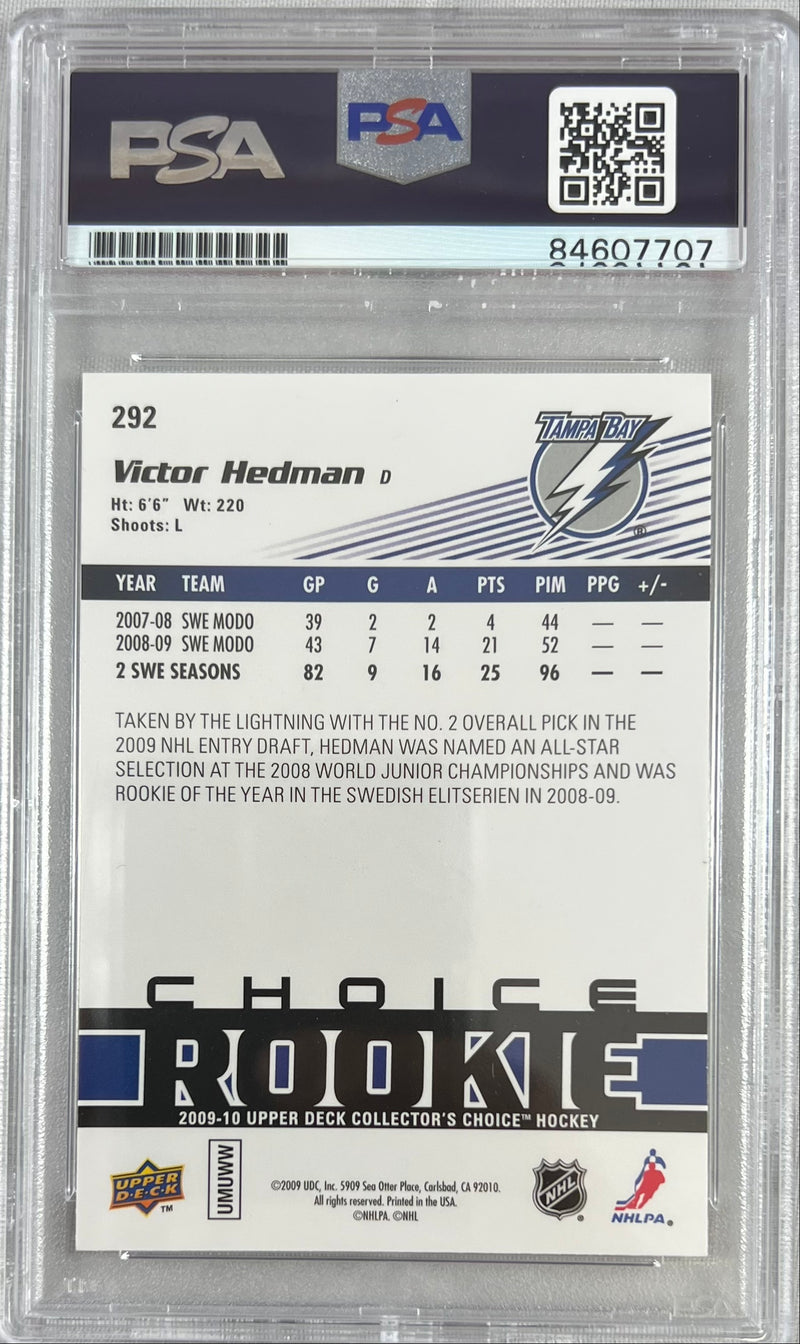 PSA
PSA
84607707
292
TAMPA BAY
Victor Hedman D
Ht: 6'6" Wt: 220
Shoots: L
YEAR TEAM GP G A PTS PIM PPG +/-
2007-08 SWE MODO 39 2 2 4 44 — —
2008-09 SWE MODO 43 7 14 21 52 — —
2 SWE SEASONS 82 9 16 25 96 — —
TAKEN BY THE LIGHTNING WITH THE NO. 2 OVERALL PICK IN THE
2009 NHL ENTRY DRAFT, HEDMAN WAS NAMED AN ALL-STAR
SELECTION AT THE 2008 WORLD JUNIOR CHAMPIONSHIPS AND WAS
ROOKIE OF THE YEAR IN THE SWEDISH ELITSERIEN IN 2008-09.
CHOICE
ROOKIE
2009-10 UPPER DECK COLLECTOR'S CHOICE™ HOCKEY
UPPER
D·E·C·K
TM
UMUWW
©2009 UDC, Inc. 5909 Sea Otter Place, Carlsbad, CA 92010.
All rights reserved. Printed in the USA.
©NHLPA. ©NHL
NHL
®
NHLPA®